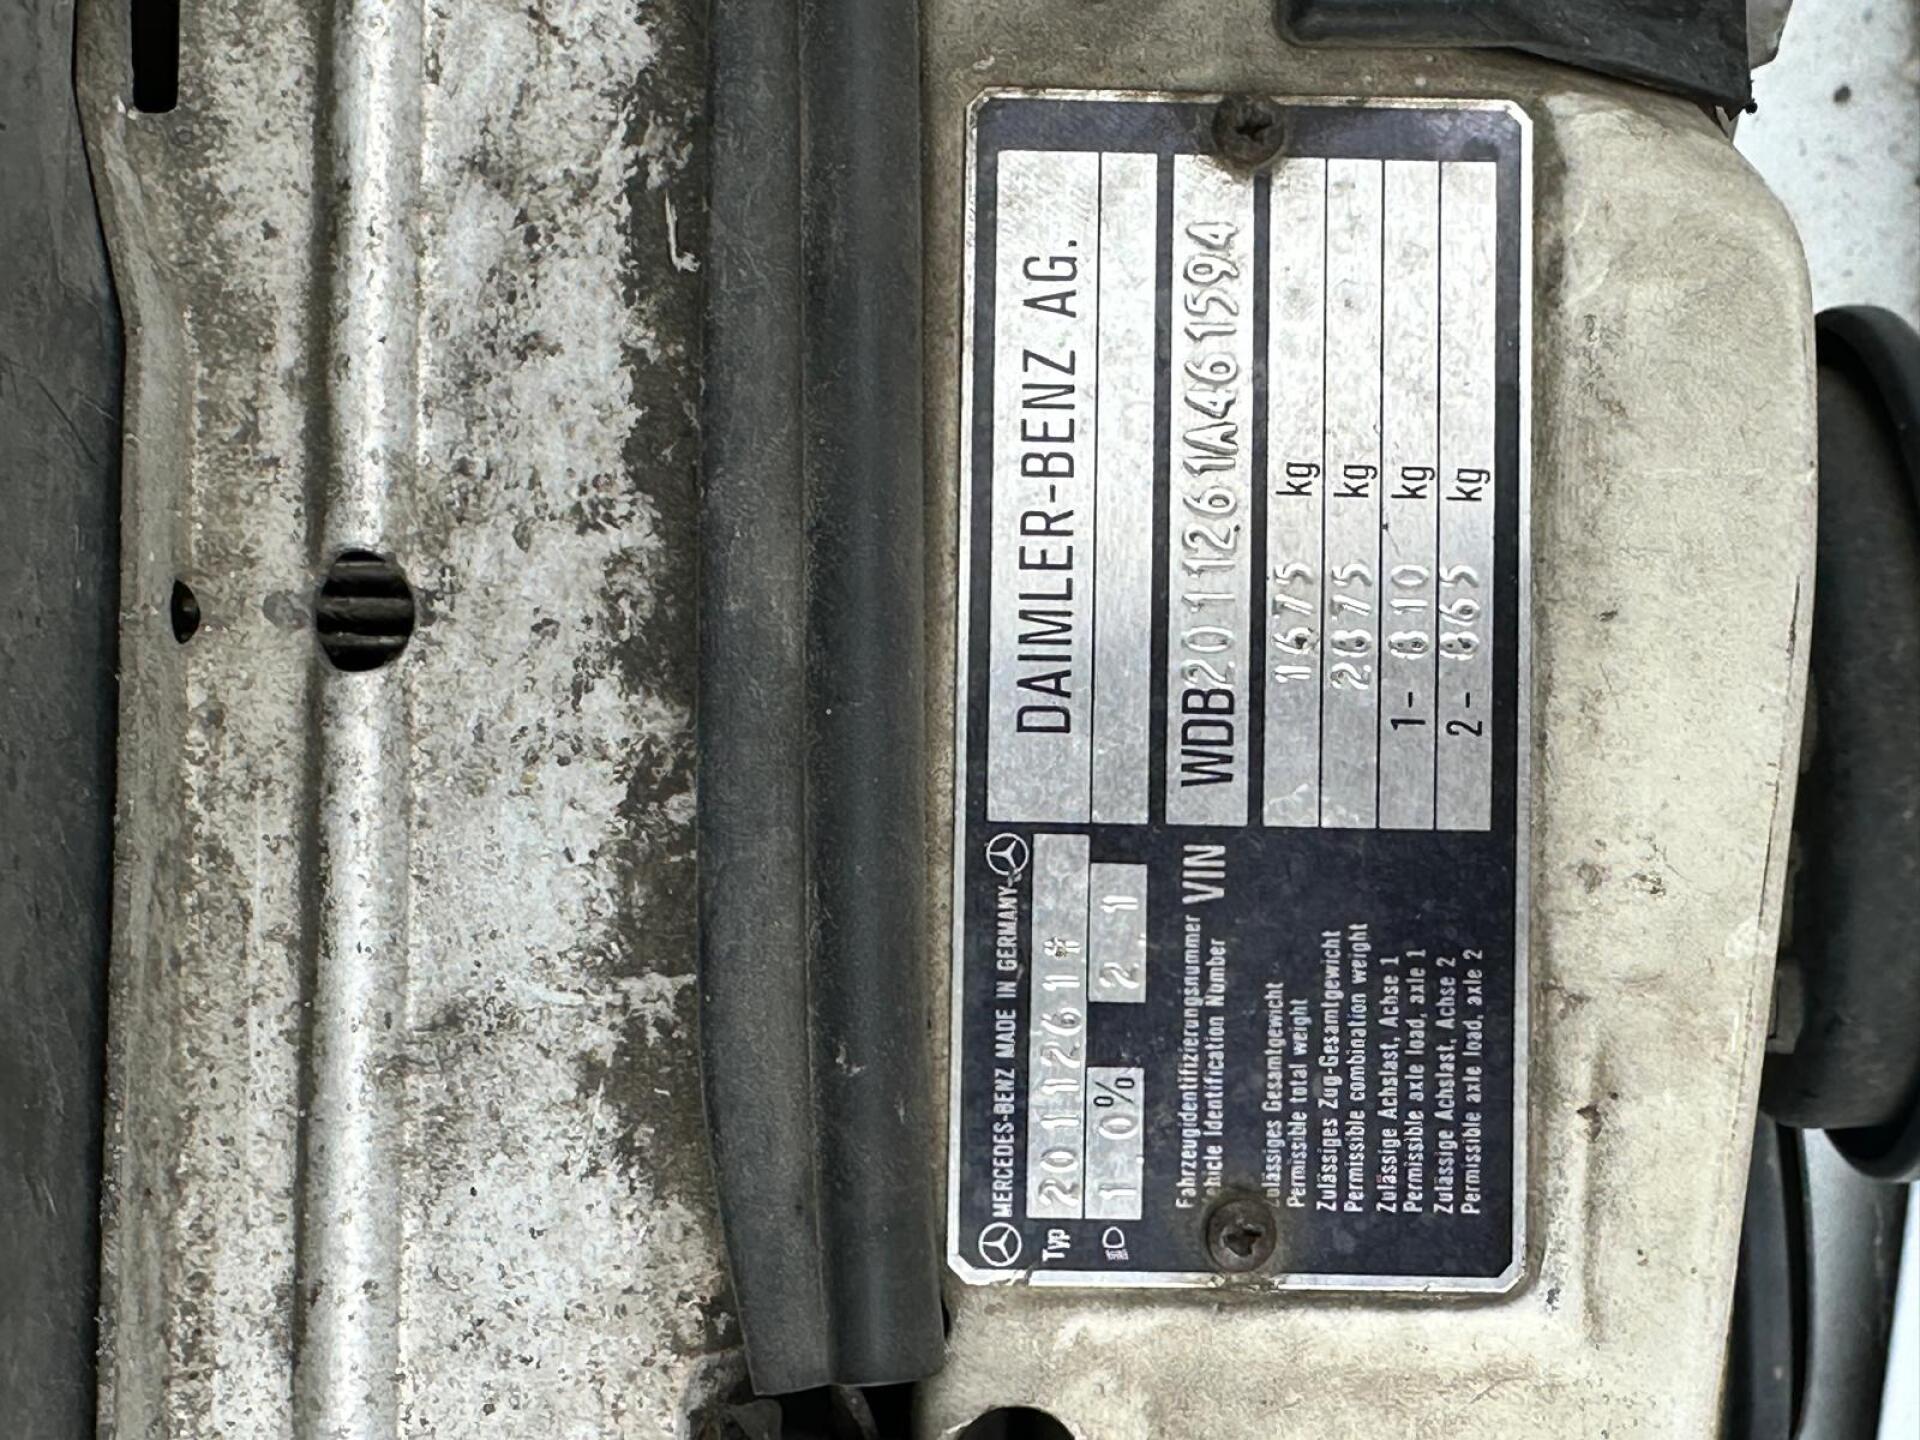 MERCEDES-BENZ MADE IN GERMANY
DAIMLER-BENZ AG.
Typ 2011261#
1.0% 2.1
Fahrzeugidentifizierungsnummer VIN
Vehicle Identification Number
WDB2011261A461594
Zulässiges Gesamtgewicht
Permissible total weight
1675 kg
Zulässiges Zug-Gesamtgewicht
Permissible combination weight
2875 kg
Zulässige Achslast, Achse 1
Permissible axle load, axle 1
1- 810 kg
Zulässige Achslast, Achse 2
Permissible axle load, axle 2
2- 865 kg